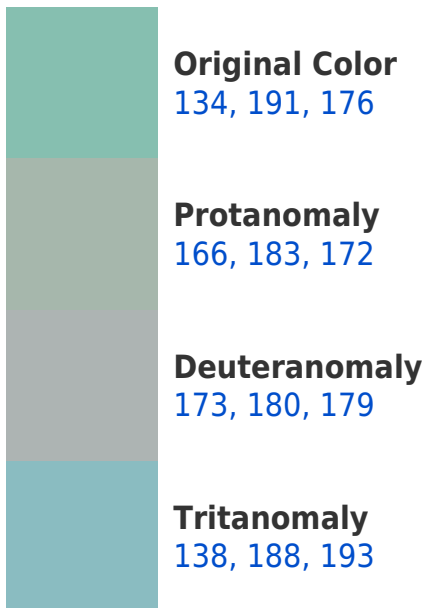 Original Color
134, 191, 176
Protanomaly
166, 183, 172
Deuteranomaly
173, 180, 179
Tritanomaly
138, 188, 193